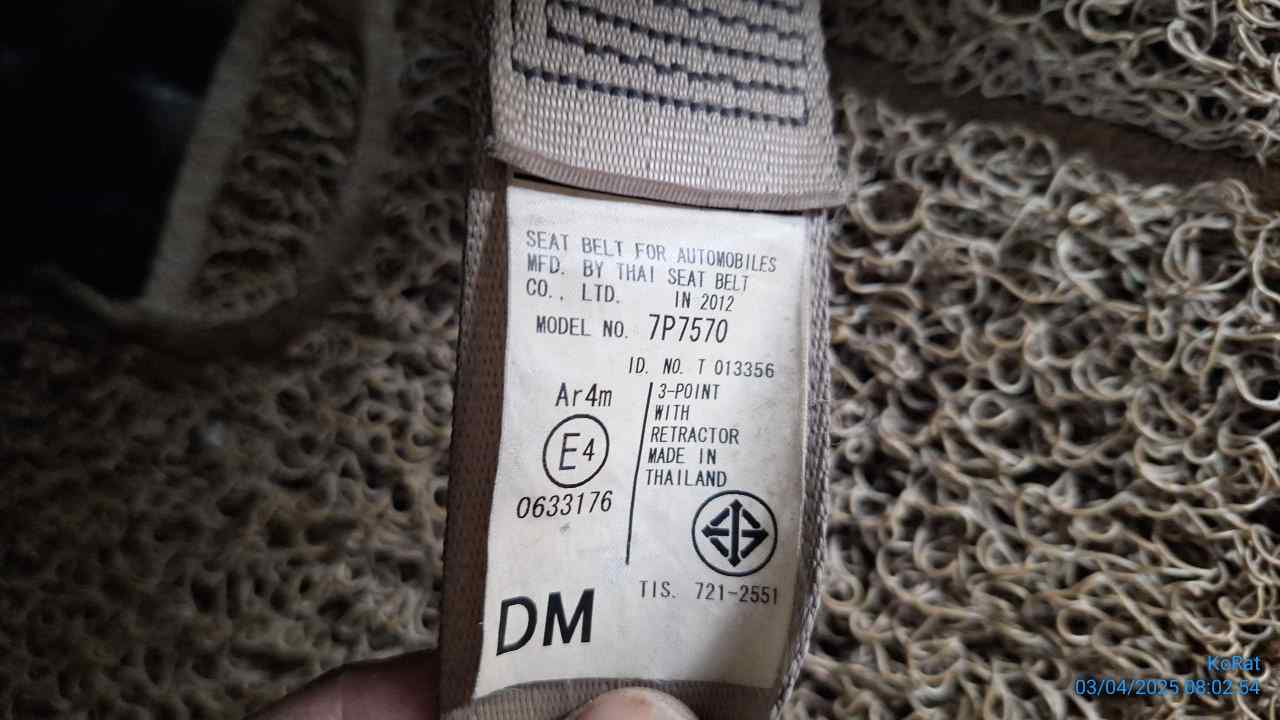 SEAT BELT FOR AUTOMOBILES
MFD. BY THAI SEAT BELT
CO., LTD. IN 2012
MODEL NO. 7P7570
ID. NO. T 013356
Ar4m
E4
0633176
3-POINT
WITH
RETRACTOR
MADE IN
THAILAND
TIS. 721-2551
DM
KoRat
03/04/2025 08:02:54